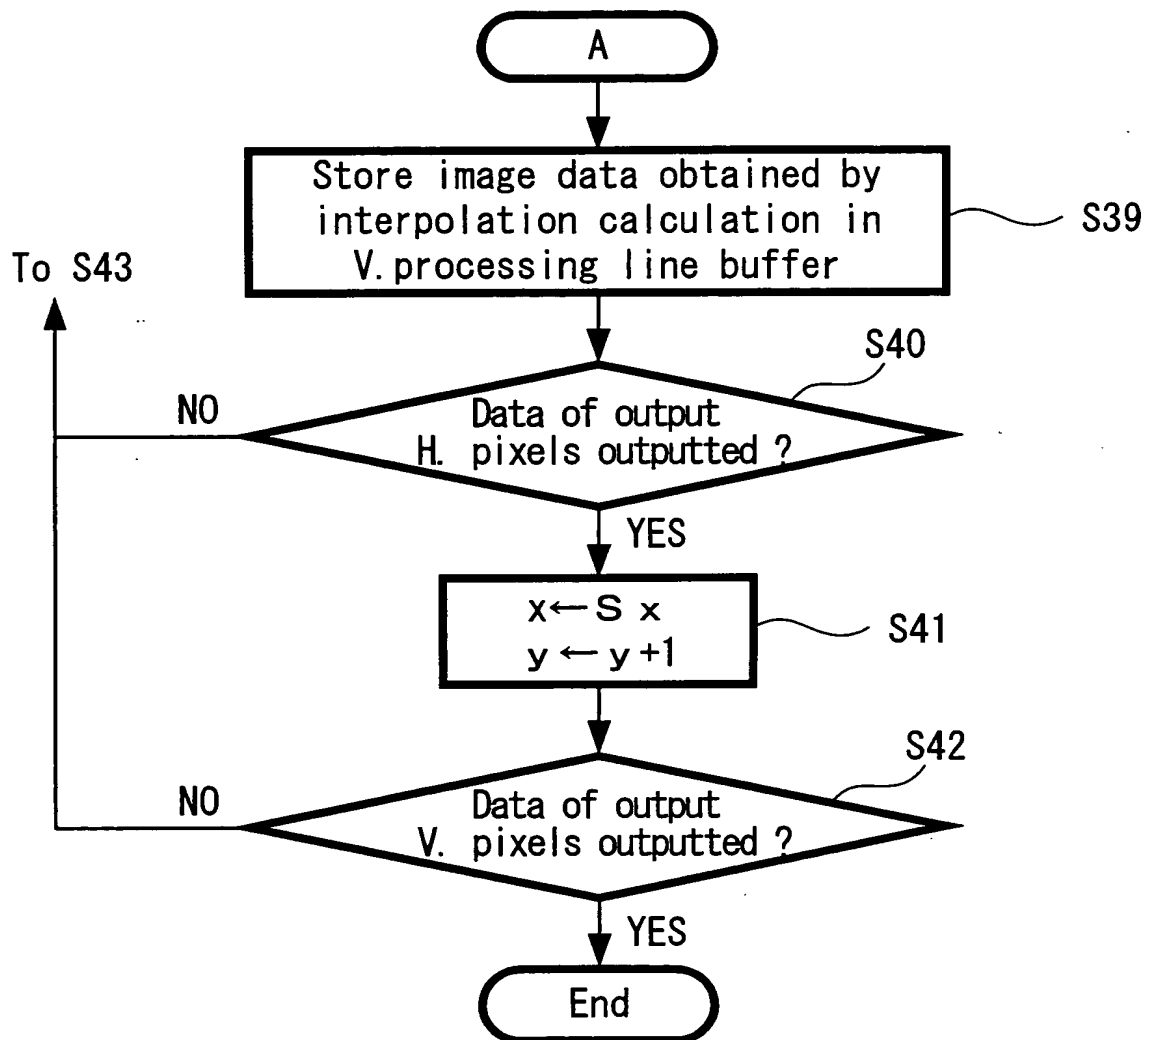 A
Store image data obtained by
interpolation calculation in
V. processing line buffer
S39
To S43
S40
NO
Data of output
H. pixels outputted ?
YES
x←S x
y←y+1
S41
S42
NO
Data of output
V. pixels outputted ?
YES
End